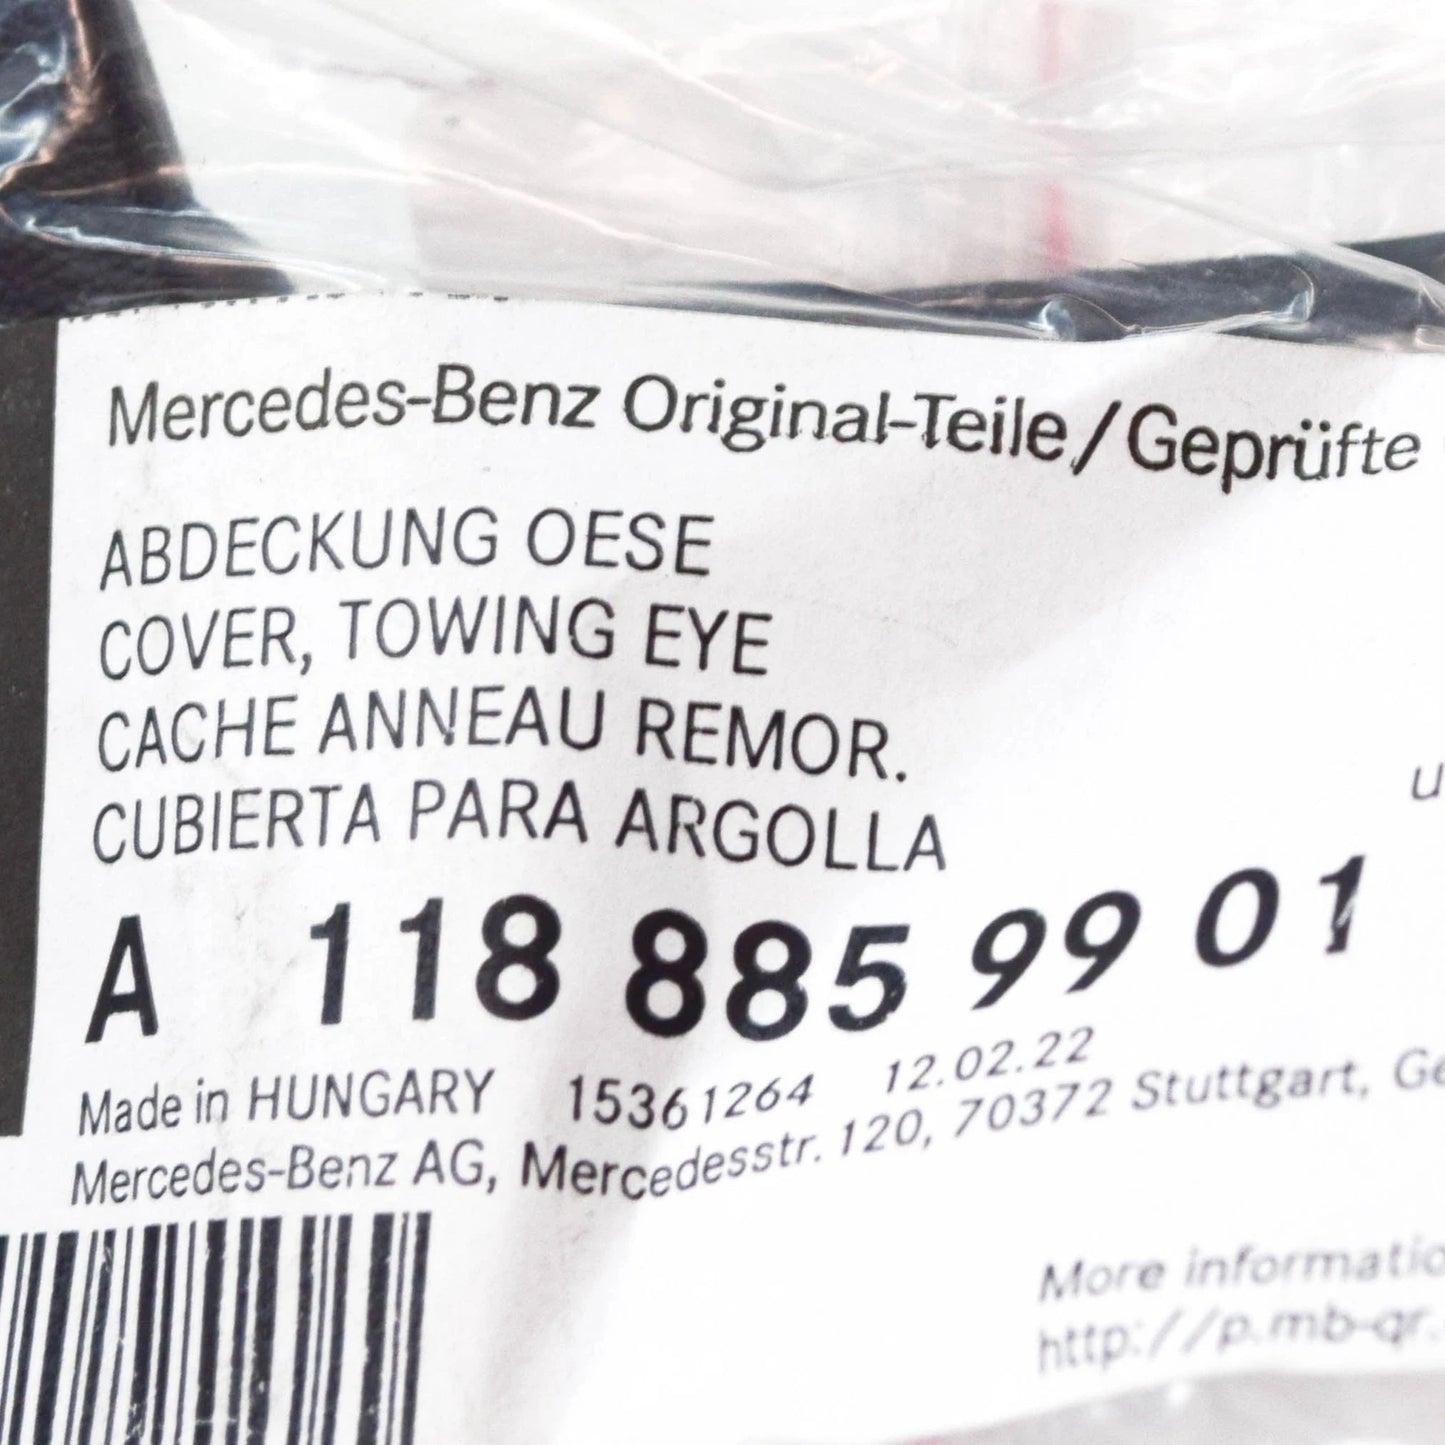 Mercedes-Benz Original-Teile/Geprüfte
ABDECKUNG OESE
COVER, TOWING EYE
CACHE ANNEAU REMOR.
CUBIERTA PARA ARGOLLA
A 118 885 99 01
Made in HUNGARY 15361264 12.02.22
Mercedes-Benz AG, Mercedesstr. 120, 70372 Stuttgart, Ge
More informatio
http://p.mb-qr.